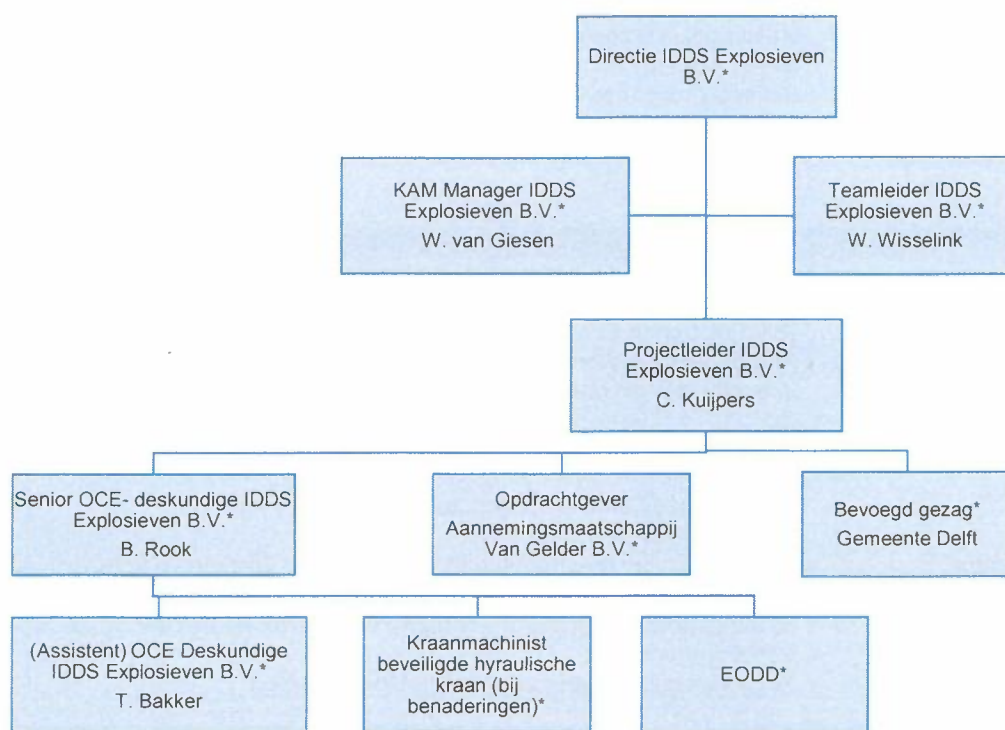 Directie IDDS Explosieven
B.V.*
KAM Manager IDDS
Explosieven B.V.*
W. van Giesen
Teamleider IDDS
Explosieven B.V.*
W. Wisselink
Projectleider IDDS
Explosieven B.V.*
C. Kuijpers
Senior OCE- deskundige IDDS
Explosieven B.V.*
B. Rook
Opdrachtgever
Aannemingsmaatschappij
Van Gelder B.V.*
Bevoegd gezag*
Gemeente Delft
(Assistent) OCE Deskundige
IDDS Explosieven B.V.*
T. Bakker
Kraanmachinist
beveiligde hyraulische
kraan (bij
benaderingen)*
EODD*